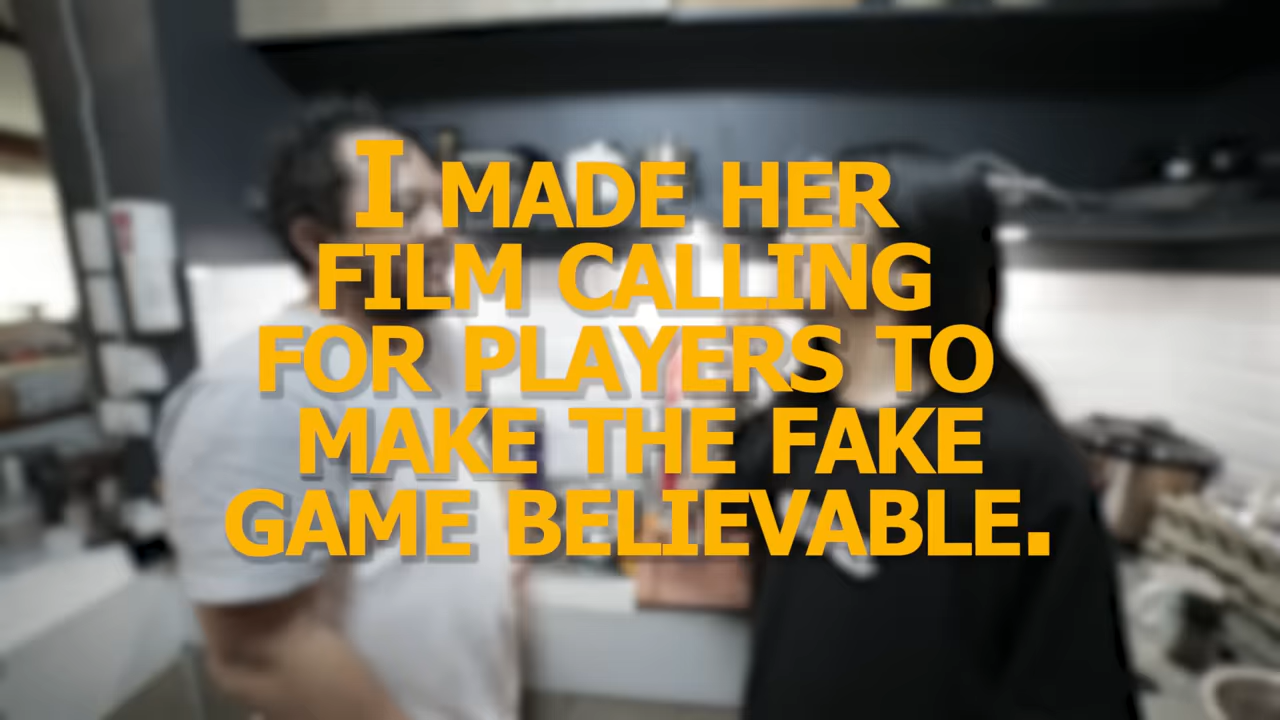 I MADE HER
FILM CALLING
FOR PLAYERS TO
MAKE THE FAKE
GAME BELIEVABLE.